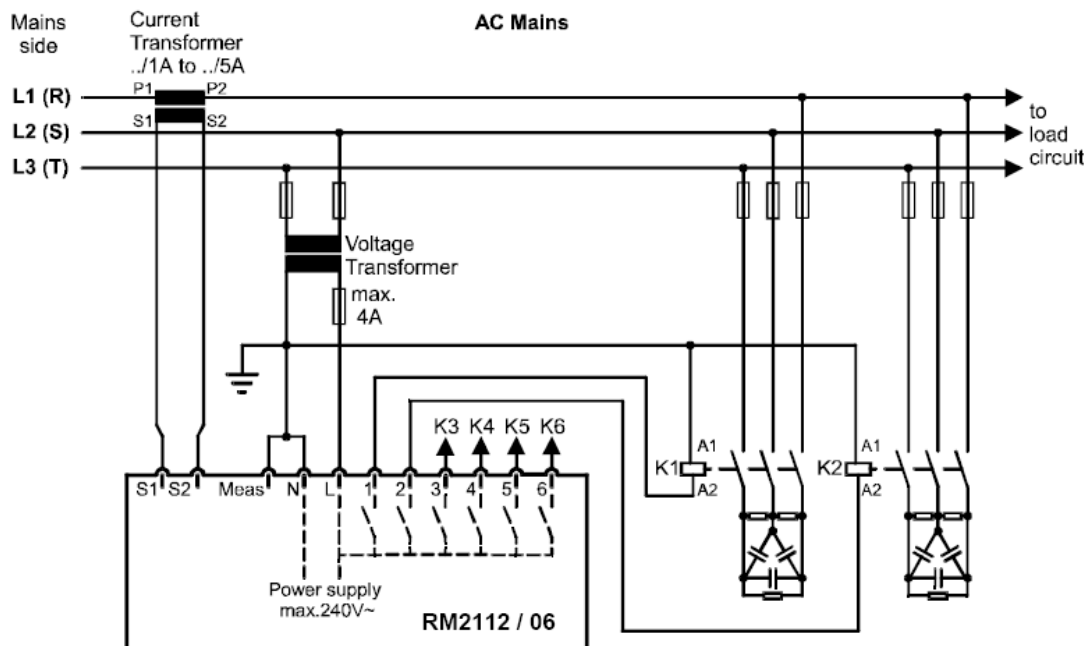 Mains
side
Current
Transformer
../1A to ../5A
AC Mains
P1
P2
L1 (R)
S1
S2
L2 (S)
L3 (T)
to
load
circuit
Voltage
Transformer
max.
4A
K3 K4 K5 K6
K1
A1
A2
K2
A1
A2
S1 S2 Meas N L 1 2 3 4 5 6
Power supply
max.240V~
RM2112 / 06